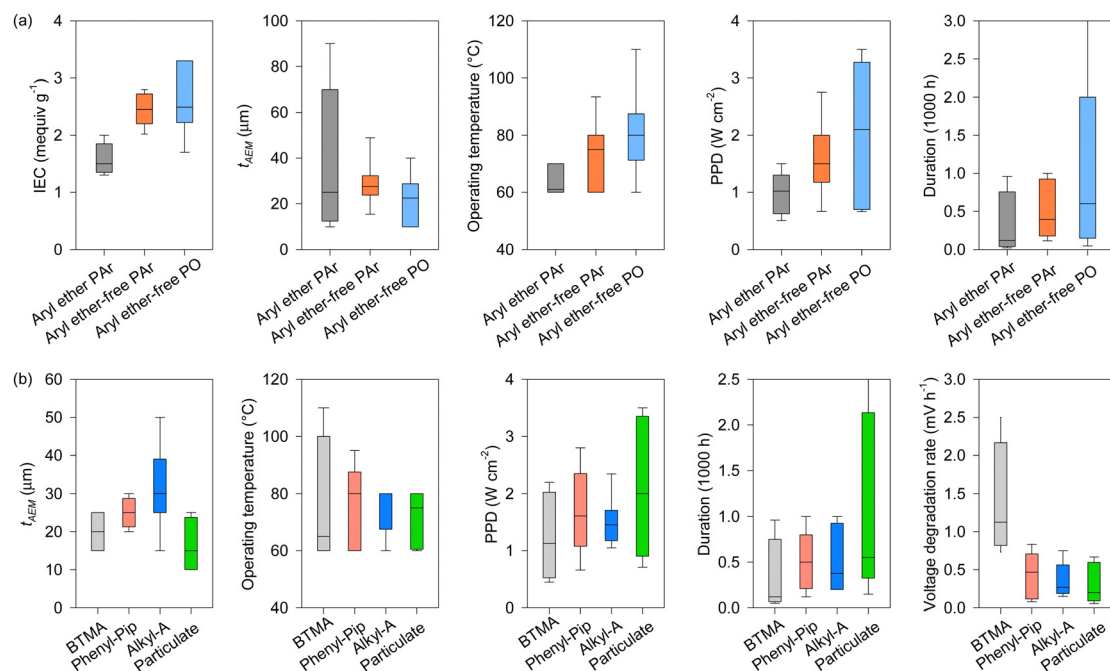 (a)
IEC (mequiv g⁻¹)
4
3
2
1
0
Aryl ether PAr
Aryl ether-free PAr
Aryl ether-free PO
t_AEM (μm)
100
80
60
40
20
0
Aryl ether PAr
Aryl ether-free PAr
Aryl ether-free PO
Operating temperature (°C)
120
100
80
60
40
Aryl ether PAr
Aryl ether-free PAr
Aryl ether-free PO
PPD (W cm⁻²)
4
3
2
1
0
Aryl ether PAr
Aryl ether-free PAr
Aryl ether-free PO
Duration (1000 h)
3.0
2.5
2.0
1.5
1.0
0.5
0.0
Aryl ether PAr
Aryl ether-free PAr
Aryl ether-free PO
(b)
t_AEM (μm)
60
50
40
30
20
10
0
BTMA
Phenyl-Pip
Alkyl-A
Particulate
Operating temperature (°C)
120
100
80
60
40
BTMA
Phenyl-Pip
Alkyl-A
Particulate
PPD (W cm⁻²)
4
3
2
1
0
BTMA
Phenyl-Pip
Alkyl-A
Particulate
Duration (1000 h)
2.5
2.0
1.5
1.0
0.5
0.0
BTMA
Phenyl-Pip
Alkyl-A
Particulate
Voltage degradation rate (mV h⁻¹)
3.0
2.5
2.0
1.5
1.0
0.5
0.0
BTMA
Phenyl-Pip
Alkyl-A
Particulate